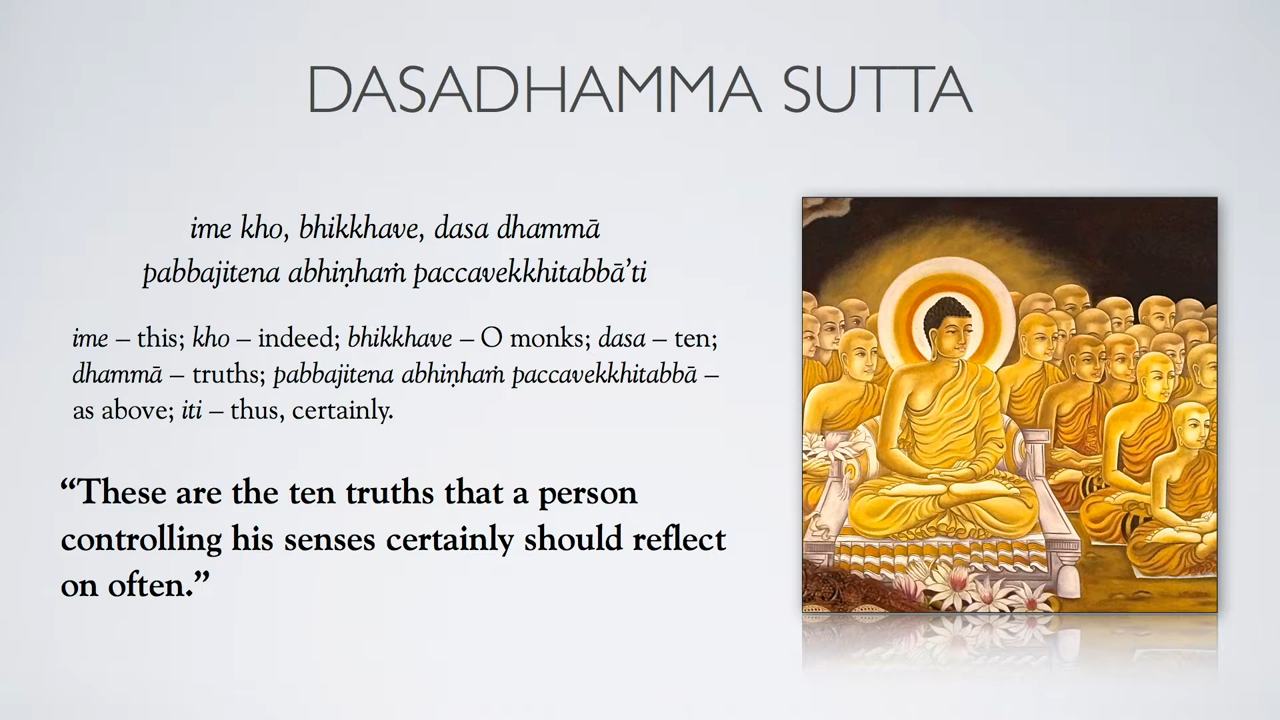 DASADHAMMA SUTTA
ime kho, bhikkhave, dasa dhammā
pabbajitena abhiṇhaṁ paccavekkhitabbā’ti
ime – this; kho – indeed; bhikkhave – O monks; dasa – ten;
dhammā – truths; pabbajitena abhiṇhaṁ paccavekkhitabbā –
as above; iti – thus, certainly.
“These are the ten truths that a person
controlling his senses certainly should reflect
on often.”